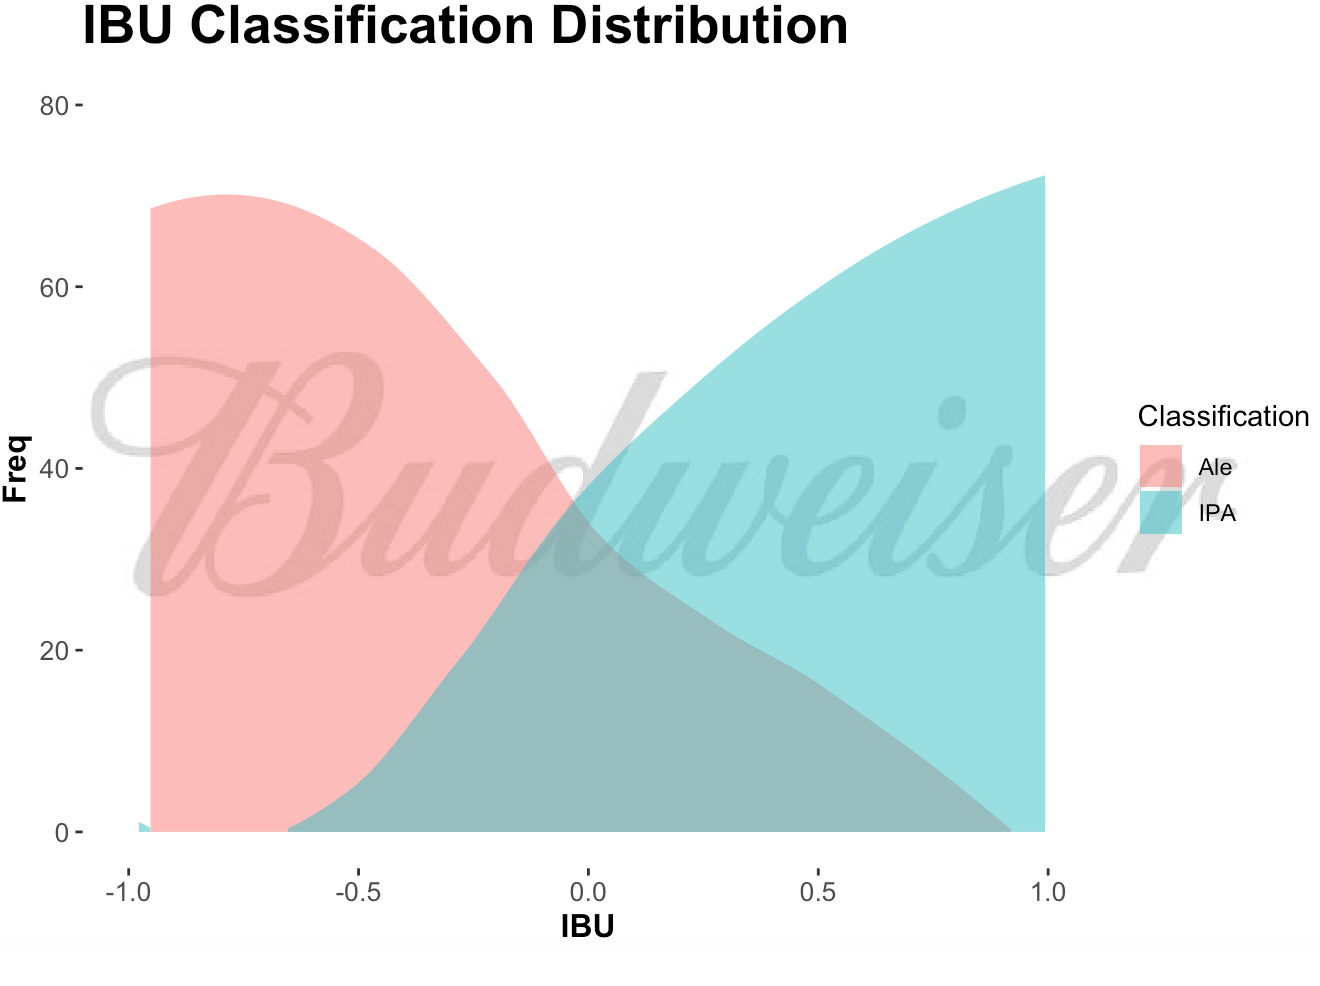 IBU Classification Distribution
80
60
40
20
0
Freq
Budweiser
-1.0
-0.5
0.0
0.5
1.0
IBU
Classification
Ale
IPA